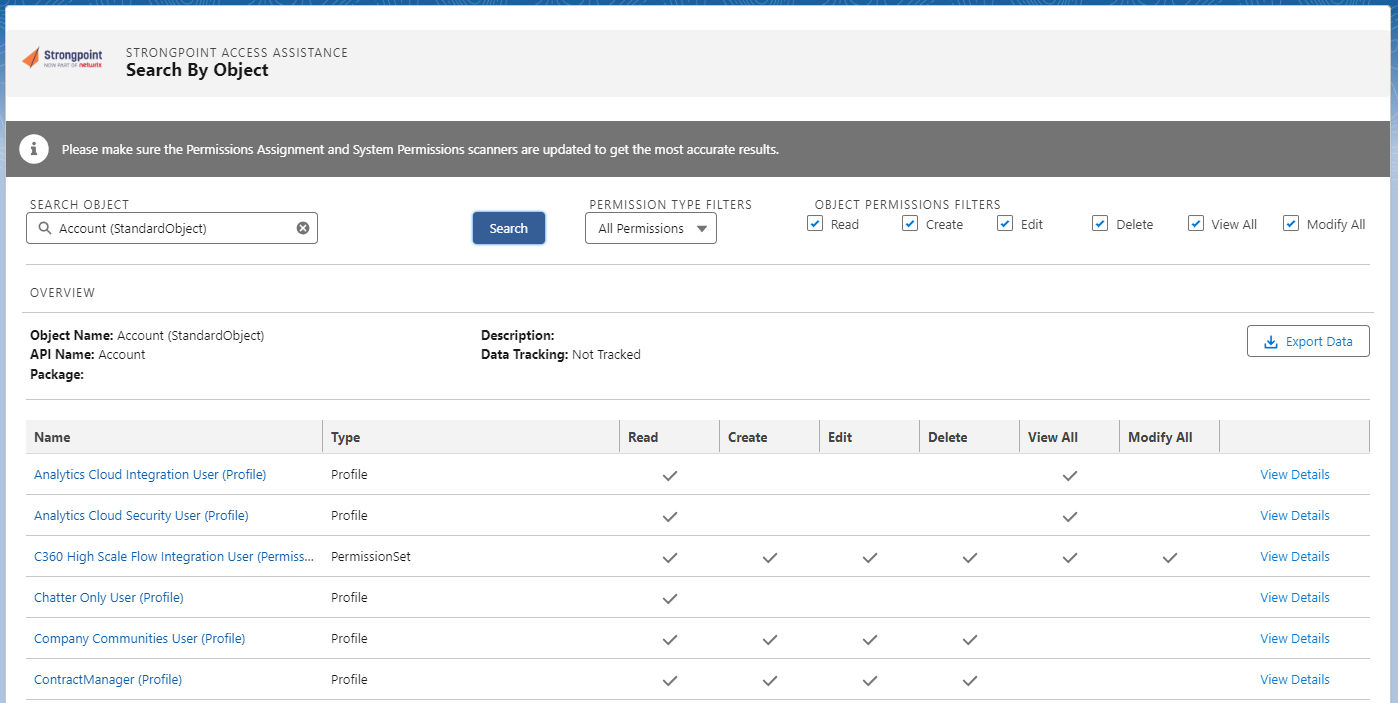 Strongpoint
NOW PART OF netwrix
STRONGPOINT ACCESS ASSISTANCE
Search By Object
Please make sure the Permissions Assignment and System Permissions scanners are updated to get the most accurate results.
SEARCH OBJECT
Account (StandardObject)
Search
PERMISSION TYPE FILTERS
All Permissions
OBJECT PERMISSIONS FILTERS
Read Create Edit Delete View All Modify All
OVERVIEW
Object Name: Account (StandardObject)
API Name: Account
Package:
Description:
Data Tracking: Not Tracked
Export Data
Name Type Read Create Edit Delete View All Modify All
Analytics Cloud Integration User (Profile) Profile View Details
Analytics Cloud Security User (Profile) Profile View Details
C360 High Scale Flow Integration User (Permiss... PermissionSet View Details
Chatter Only User (Profile) Profile View Details
Company Communities User (Profile) Profile View Details
ContractManager (Profile) Profile View Details